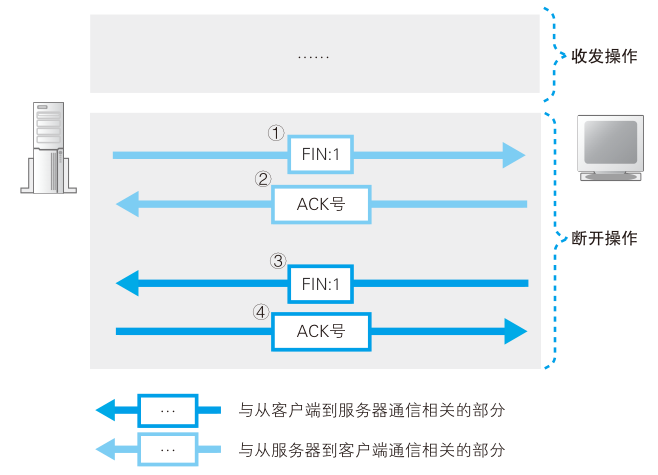 ……
收发操作
①
FIN:1
②
ACK号
断开操作
③
FIN:1
④
ACK号
… 与从客户端到服务器通信相关的部分
… 与从服务器到客户端通信相关的部分